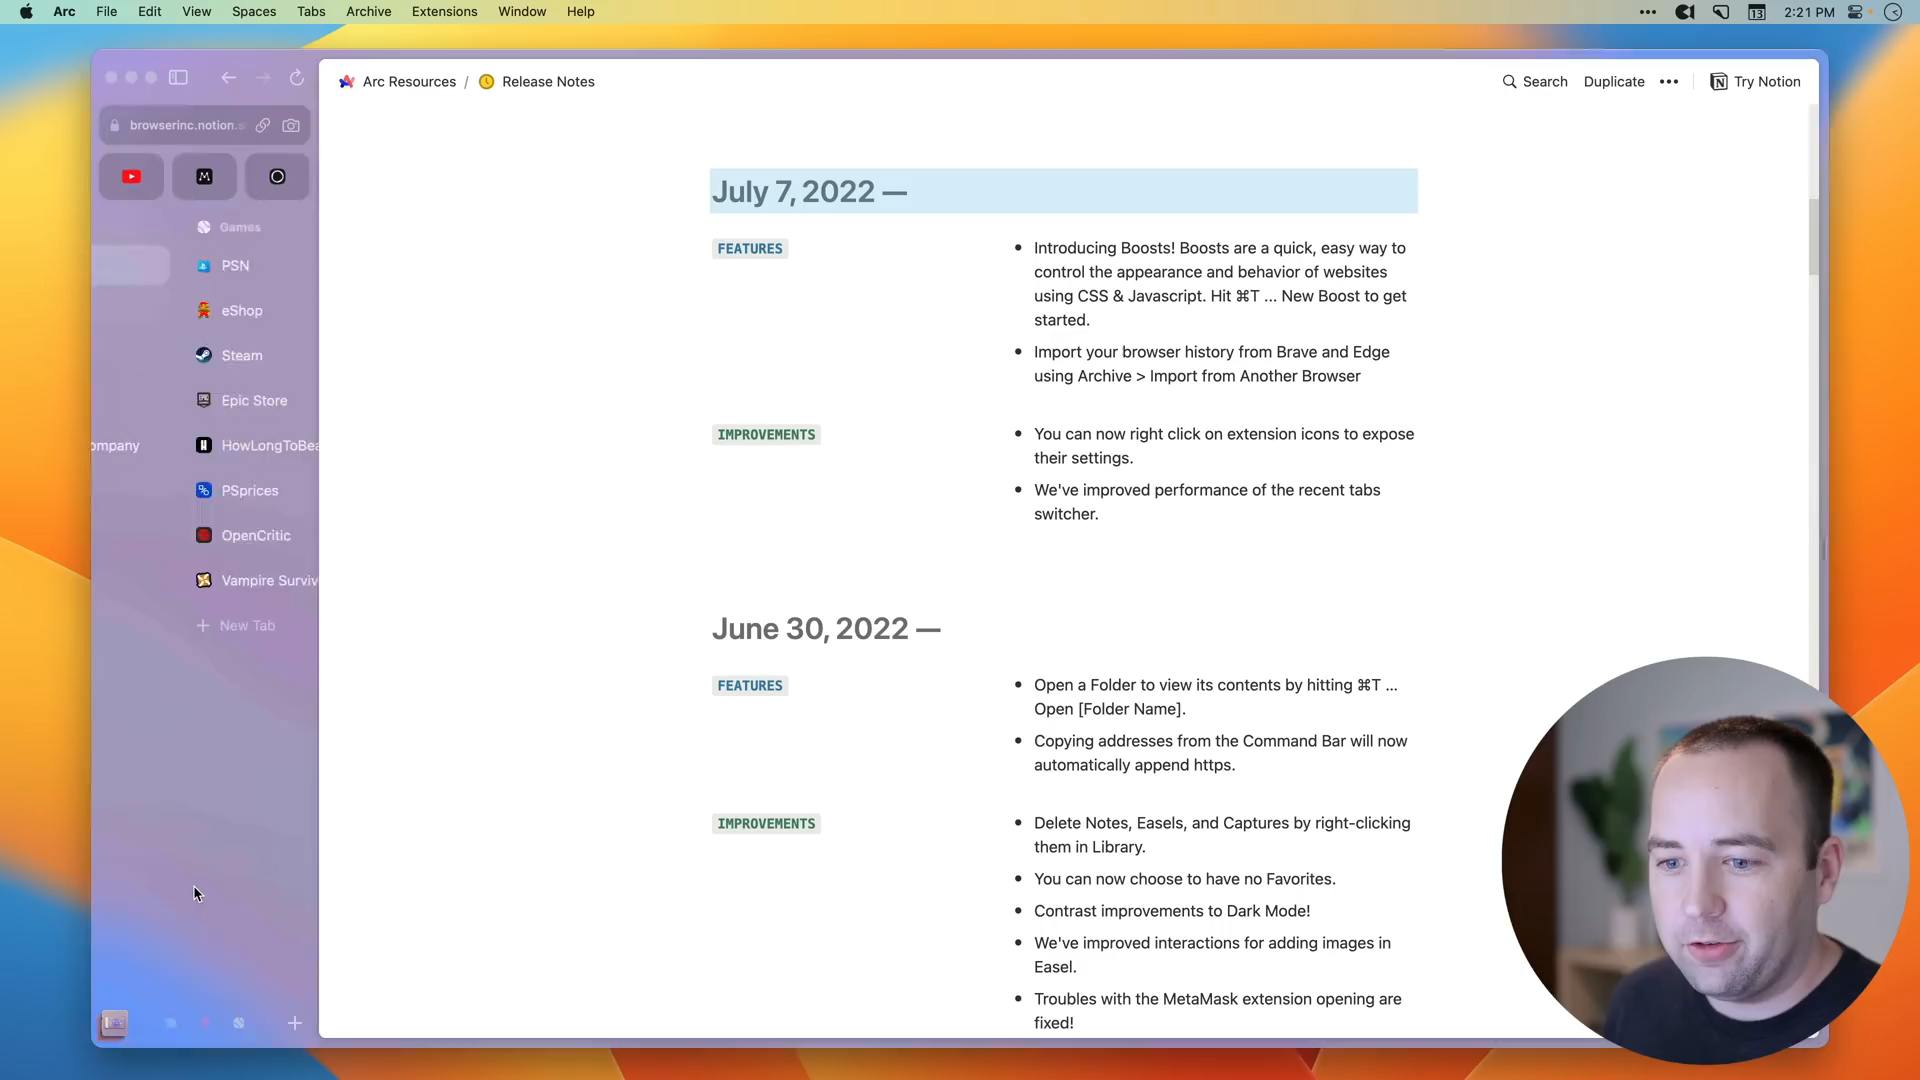 Arc File Edit View Spaces Tabs Archive Extensions Window Help
13 2:21 PM
browserinc.notion.s
Arc Resources / Release Notes
Search Duplicate ••• Try Notion
Games
PSN
eShop
Steam
Epic Store
ompany
HowLongToBea
PSprices
OpenCritic
Vampire Surviv
+ New Tab
July 7, 2022 —
FEATURES
• Introducing Boosts! Boosts are a quick, easy way to
control the appearance and behavior of websites
using CSS & Javascript. Hit ⌘T ... New Boost to get
started.
• Import your browser history from Brave and Edge
using Archive > Import from Another Browser
IMPROVEMENTS
• You can now right click on extension icons to expose
their settings.
• We've improved performance of the recent tabs
switcher.
June 30, 2022 —
FEATURES
• Open a Folder to view its contents by hitting ⌘T ...
Open [Folder Name].
• Copying addresses from the Command Bar will now
automatically append https.
IMPROVEMENTS
• Delete Notes, Easels, and Captures by right-clicking
them in Library.
• You can now choose to have no Favorites.
• Contrast improvements to Dark Mode!
• We've improved interactions for adding images in
Easel.
• Troubles with the MetaMask extension opening are
fixed!